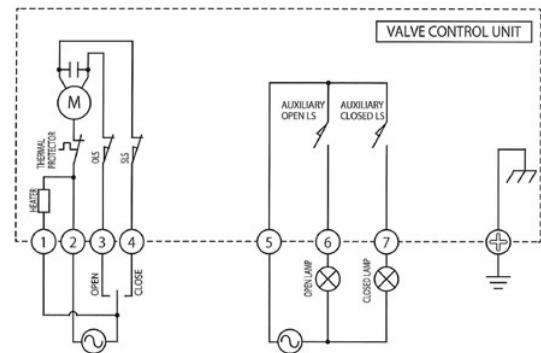 VALVE CONTROL UNIT
M
THERMAL
PROTECTOR
OLS
SLS
HEATER
AUXILIARY
OPEN LS
AUXILIARY
CLOSED LS
1
2
3
4
5
6
7
OPEN
CLOSE
OPEN LAMP
CLOSED LAMP